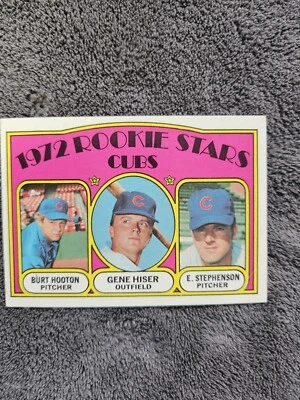 1972 ROOKIE STARS
CUBS
BURT HOOTON
PITCHER
GENE HISER
OUTFIELD
E. STEPHENSON
PITCHER